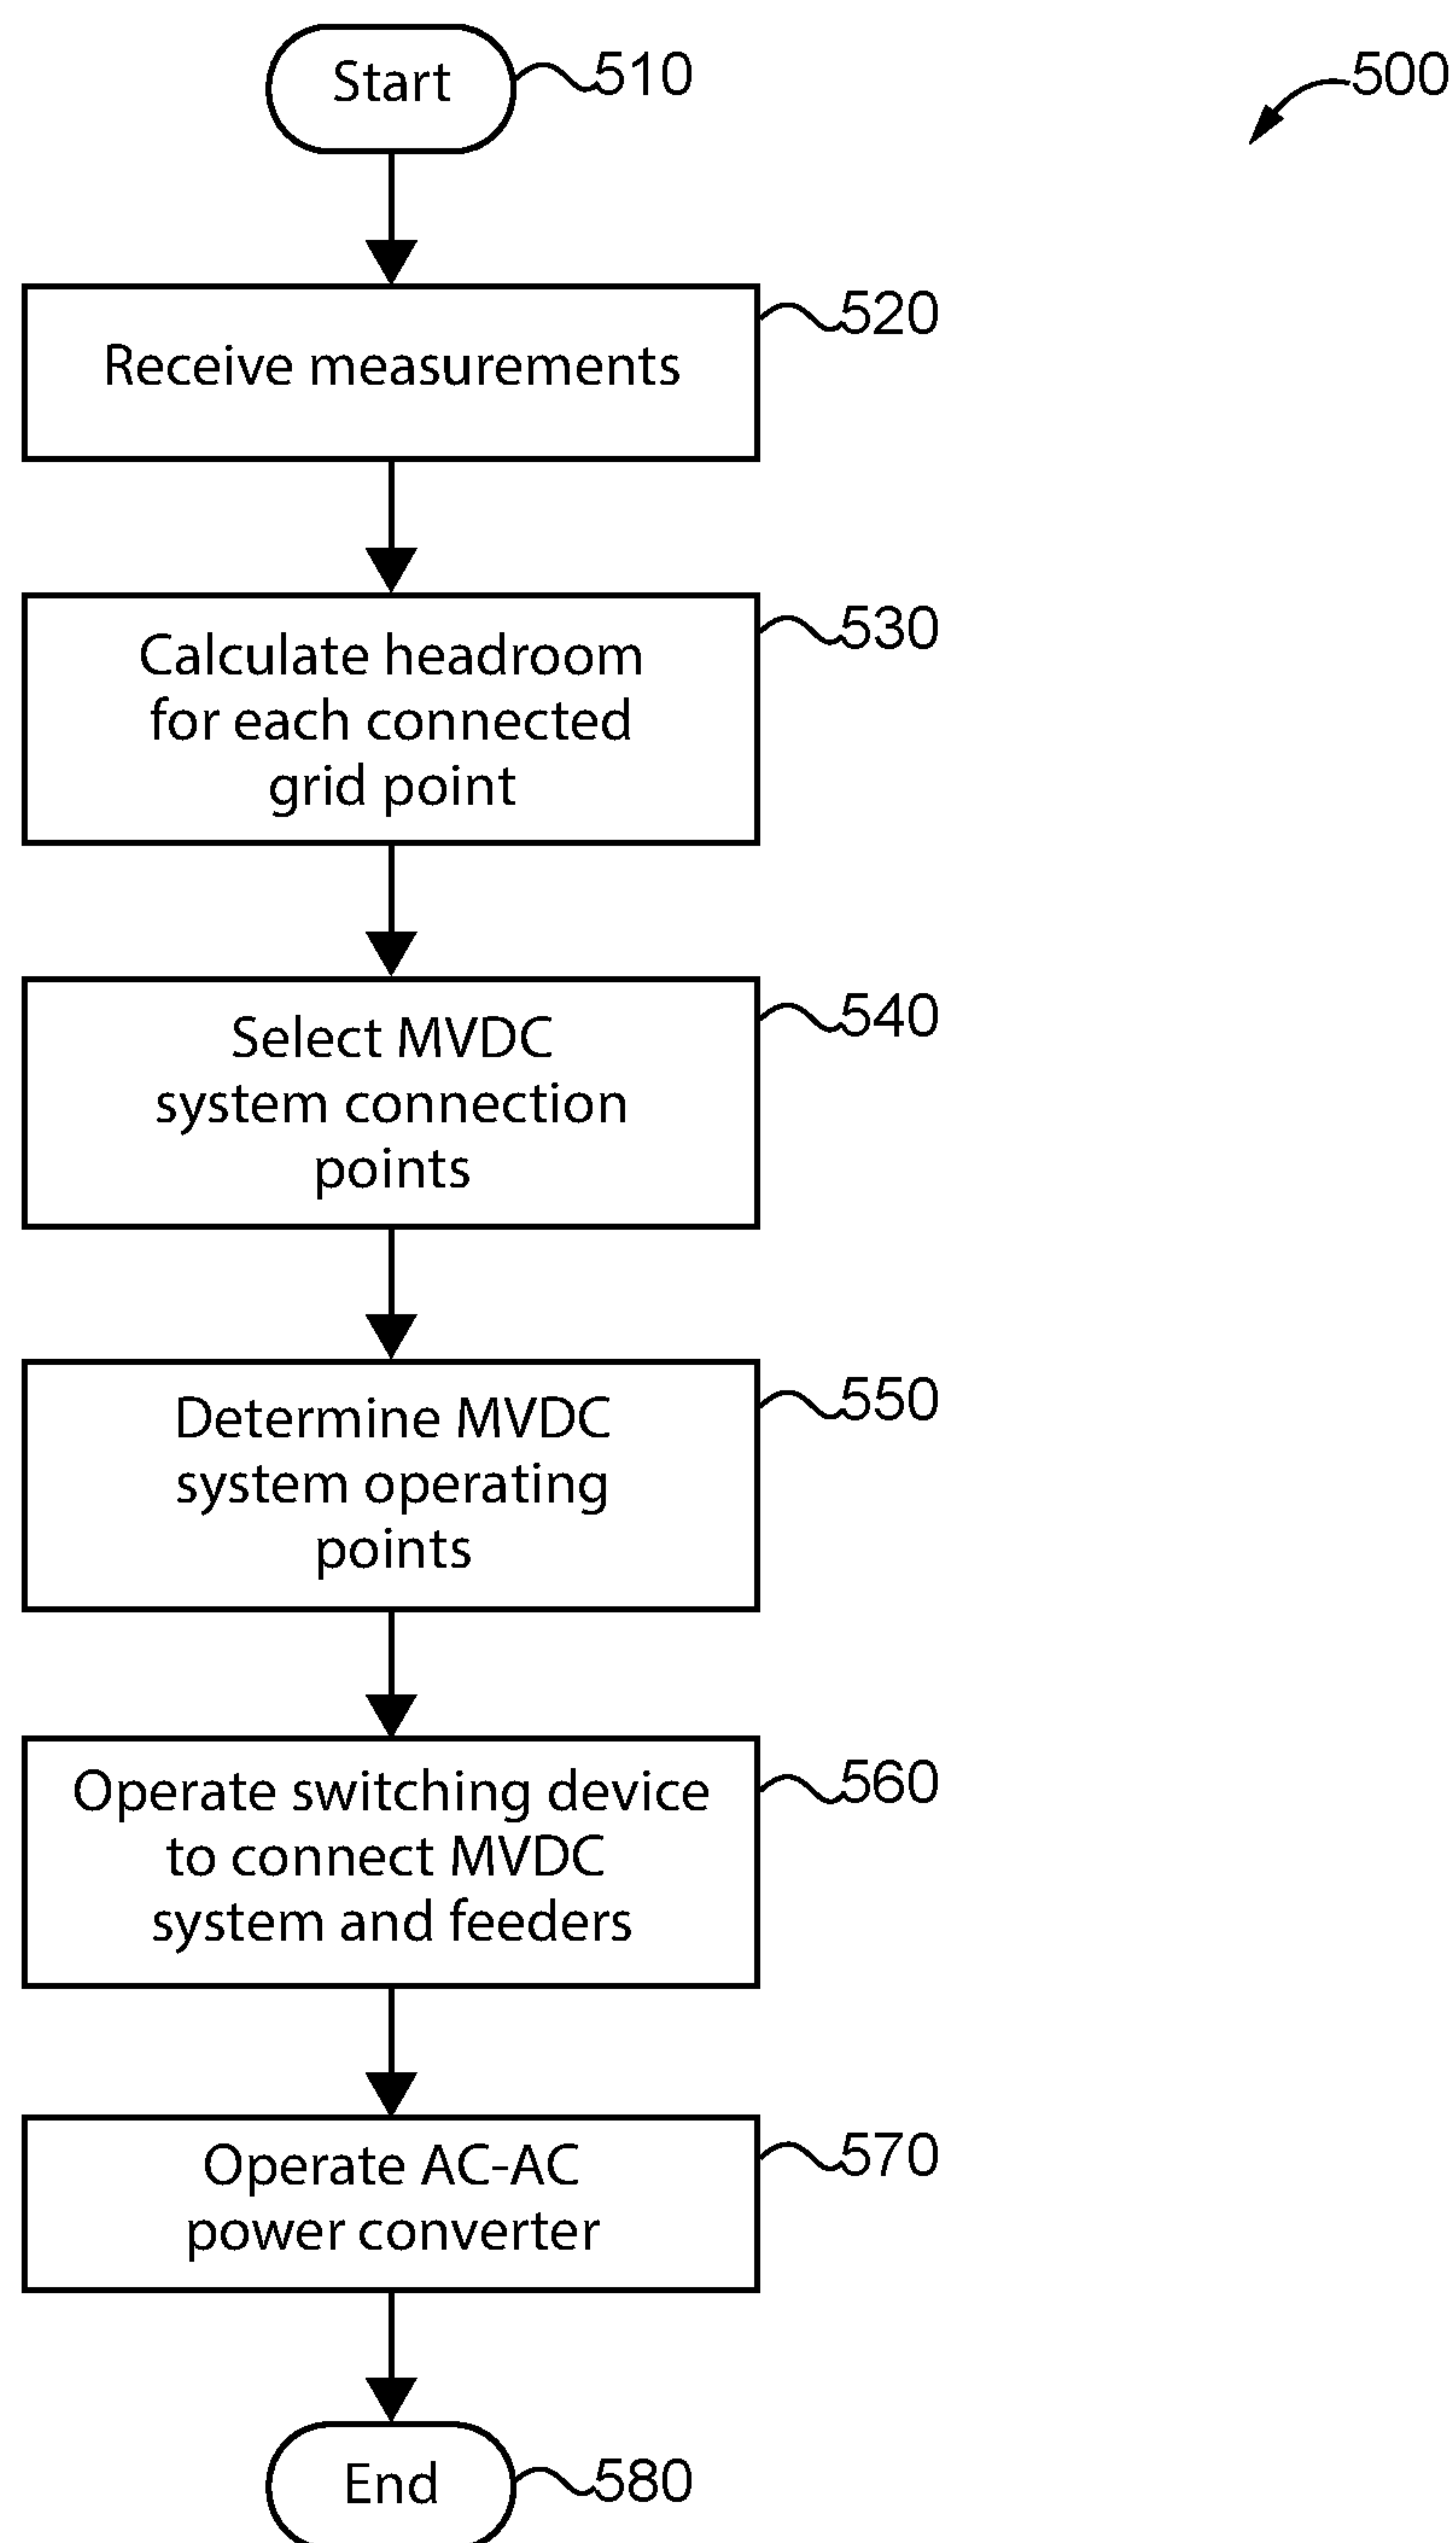 Start
510
500
Receive measurements
520
Calculate headroom
for each connected
grid point
530
Select MVDC
system connection
points
540
Determine MVDC
system operating
points
550
Operate switching device
to connect MVDC
system and feeders
560
Operate AC-AC
power converter
570
End
580